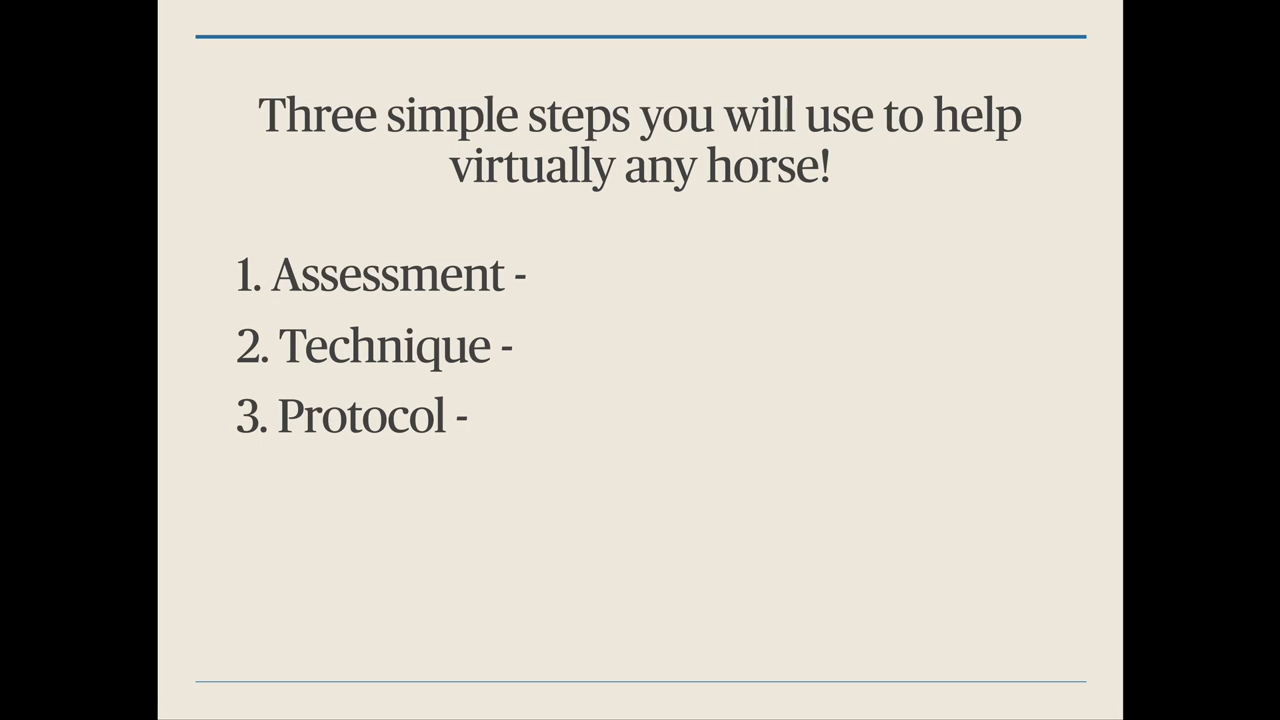 Three simple steps you will use to help
virtually any horse!
1. Assessment -
2. Technique -
3. Protocol -